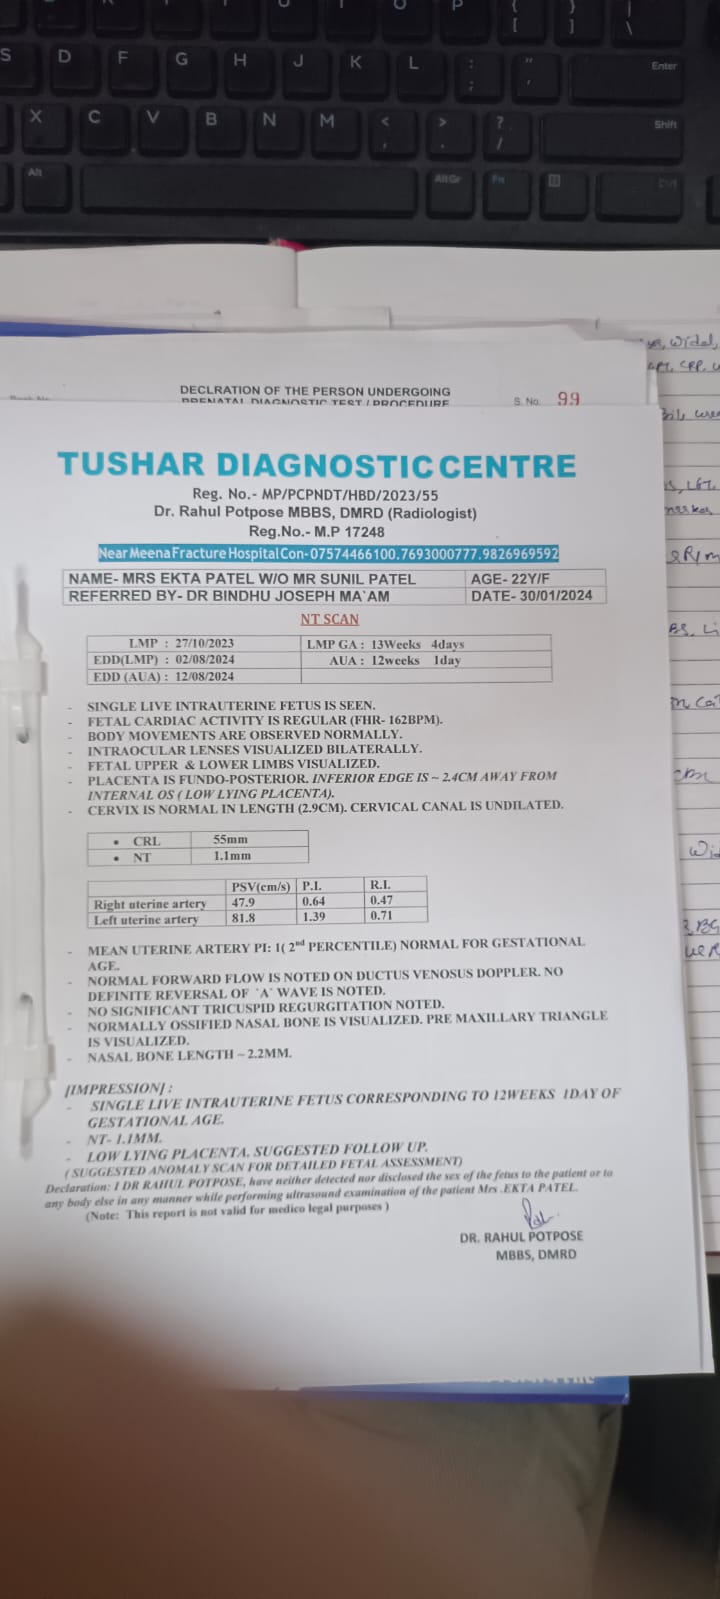 P
{
[
}
]
|
\
S D F G H J K L : ; " ' Enter
X C V B N M < , > . ? / Shift
Alt AltGr Fn Ctrl
DECLRATION OF THE PERSON UNDERGOING
PRENATAL DIAGNOSTIC TEST / PROCEDURE
S. No. 99
TUSHAR DIAGNOSTIC CENTRE
Reg. No.- MP/PCPNDT/HBD/2023/55
Dr. Rahul Potpose MBBS, DMRD (Radiologist)
Reg.No.- M.P 17248
Near Meena Fracture Hospital Con- 07574466100.7693000777.9826969592
NAME- MRS EKTA PATEL W/O MR SUNIL PATEL AGE- 22Y/F
REFERRED BY- DR BINDHU JOSEPH MA`AM DATE- 30/01/2024
NT SCAN
LMP : 27/10/2023 LMP GA : 13Weeks 4days
EDD(LMP) : 02/08/2024 AUA : 12weeks 1day
EDD (AUA) : 12/08/2024
- SINGLE LIVE INTRAUTERINE FETUS IS SEEN.
- FETAL CARDIAC ACTIVITY IS REGULAR (FHR- 162BPM).
- BODY MOVEMENTS ARE OBSERVED NORMALLY.
- INTRAOCULAR LENSES VISUALIZED BILATERALLY.
- FETAL UPPER & LOWER LIMBS VISUALIZED.
- PLACENTA IS FUNDO-POSTERIOR. INFERIOR EDGE IS ~ 2.4CM AWAY FROM
INTERNAL OS ( LOW LYING PLACENTA).
- CERVIX IS NORMAL IN LENGTH (2.9CM). CERVICAL CANAL IS UNDILATED.
• CRL 55mm
• NT 1.1mm
PSV(cm/s) P.I. R.I.
Right uterine artery 47.9 0.64 0.47
Left uterine artery 81.8 1.39 0.71
- MEAN UTERINE ARTERY PI: 1( 2nd PERCENTILE) NORMAL FOR GESTATIONAL
AGE.
- NORMAL FORWARD FLOW IS NOTED ON DUCTUS VENOSUS DOPPLER. NO
DEFINITE REVERSAL OF `A` WAVE IS NOTED.
- NO SIGNIFICANT TRICUSPID REGURGITATION NOTED.
- NORMALLY OSSIFIED NASAL BONE IS VISUALIZED. PRE MAXILLARY TRIANGLE
IS VISUALIZED.
- NASAL BONE LENGTH ~ 2.2MM.
[IMPRESSION] :
- SINGLE LIVE INTRAUTERINE FETUS CORRESPONDING TO 12WEEKS 1DAY OF
GESTATIONAL AGE.
- NT- 1.1MM.
- LOW LYING PLACENTA. SUGGESTED FOLLOW UP.
( SUGGESTED ANOMALY SCAN FOR DETAILED FETAL ASSESSMENT)
Declaration: I DR RAHUL POTPOSE, have neither detected nor disclosed the sex of the fetus to the patient or to
any body else in any manner while performing ultrasound examination of the patient Mrs .EKTA PATEL.
(Note: This report is not valid for medico legal purposes )
DR. RAHUL POTPOSE
MBBS, DMRD